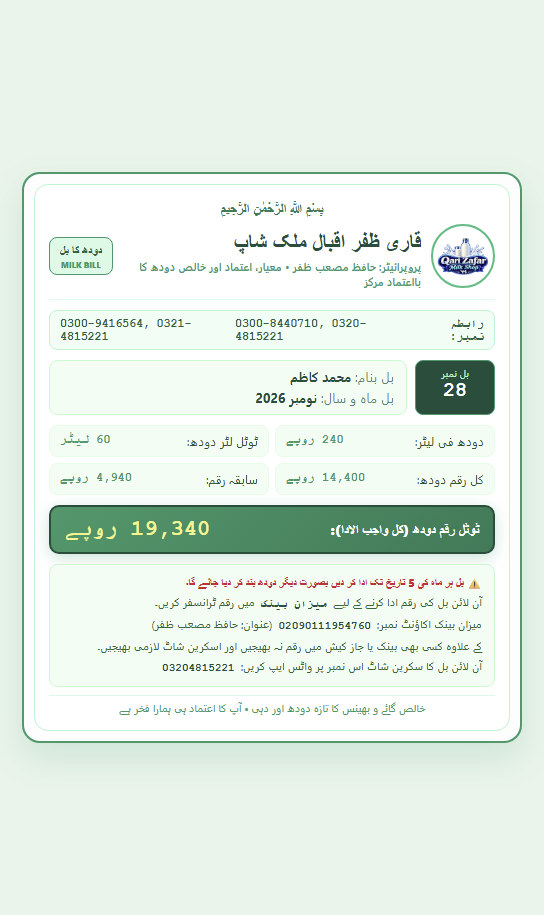 بِسْمِ اللّٰهِ الرَّحْمٰنِ الرَّحِيْمِ
Qari Zafar
Milk Shop
قاری ظفر اقبال ملک شاپ
پروپرائیٹر: حافظ مصعب ظفر • معیار، اعتماد اور خالص دودھ کا
بااعتماد مرکز
دودھ کا بل
MILK BILL
رابطہ نمبر:
0300-8440710, 0320-4815221
0300-9416564, 0321-4815221
بل نمبر
28
بل بنام: محمد کاظم
بل ماہ و سال: نومبر 2026
دودھ فی لیٹر: 240 روپے
ٹوٹل لٹر دودھ: 60 لیٹر
کل رقم دودھ: 14,400 روپے
سابقہ رقم: 4,940 روپے
ٹوٹل رقم دودھ (کل واجب الادا): 19,340 روپے
⚠️ بل ہر ماہ کی 5 تاریخ تک ادا کر دیں بصورت دیگر دودھ بند کر دیا جائے گا.
آن لائن بل کی رقم ادا کرنے کے لیے میزان بینک میں رقم ٹرانسفر کریں۔
میزان بینک اکاؤنٹ نمبر: 02090111954760 (عنوان: حافظ مصعب ظفر)
کے علاوہ کسی بھی بینک یا جاز کیش میں رقم نہ بھیجیں اور اسکرین شاٹ لازمی بھیجیں۔
آن لائن بل کا سکرین شاٹ اس نمبر پر واٹس ایپ کریں: 03204815221
خالص گائے و بھینس کا تازہ دودھ اور دہی • آپ کا اعتماد ہی ہمارا فخر ہے